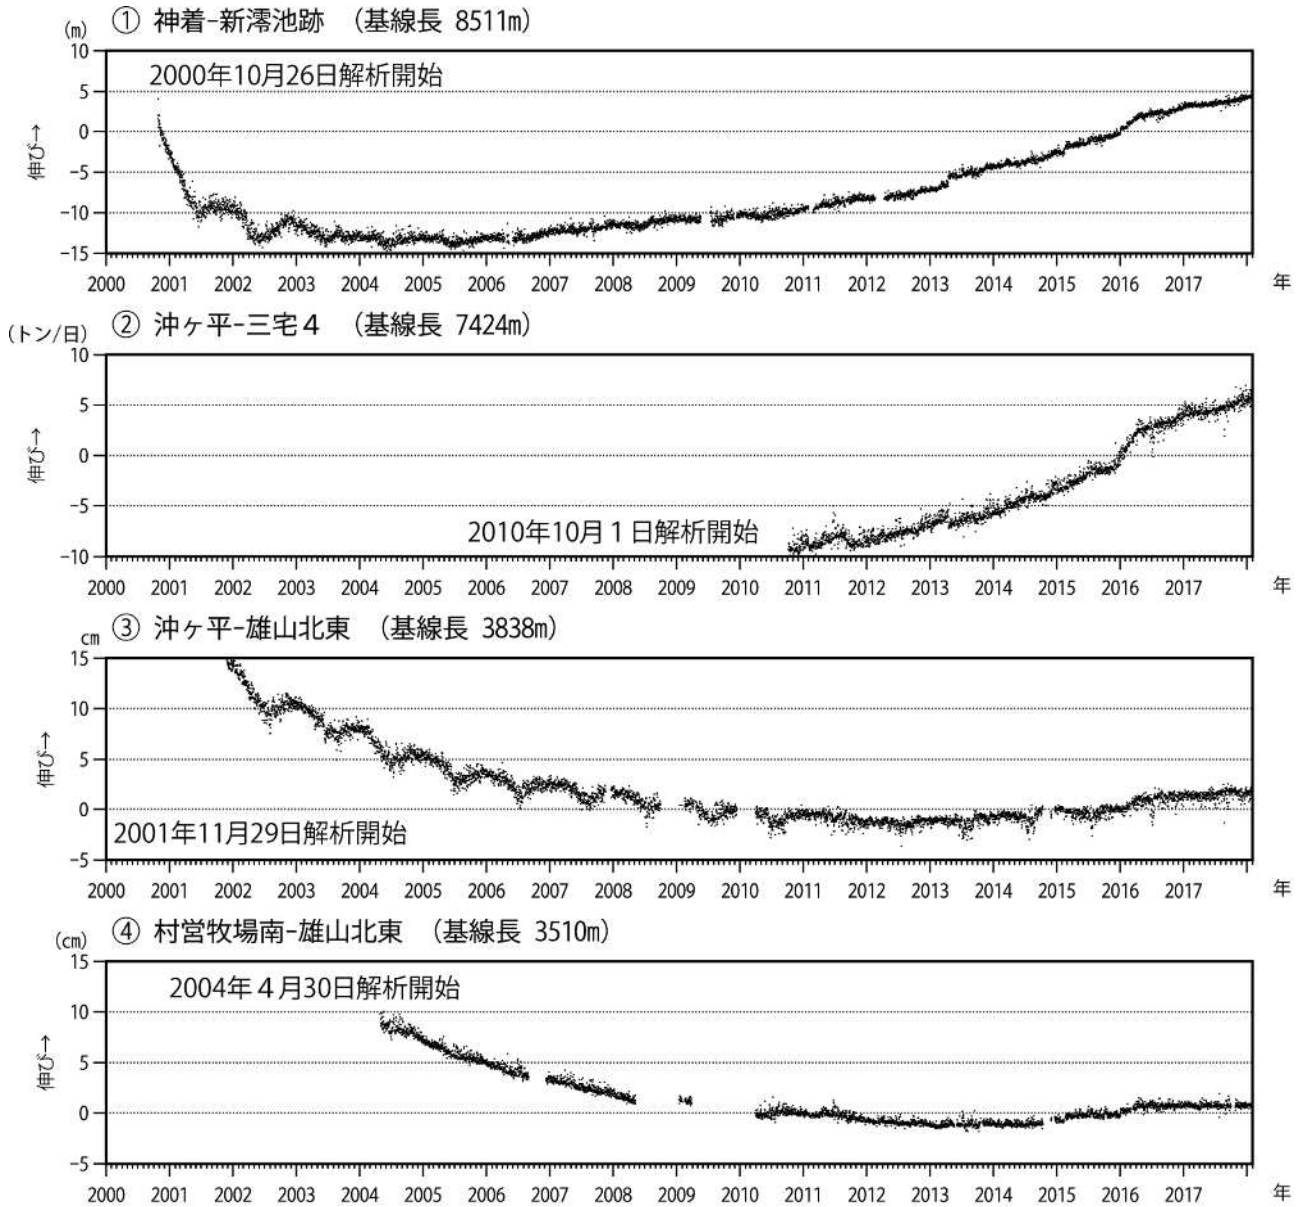 (m) ① 神着-新澪池跡 (基線長 8511m)
10
2000年10月26日解析開始
5
0
伸び→
-5
-10
-15
2000 2001 2002 2003 2004 2005 2006 2007 2008 2009 2010 2011 2012 2013 2014 2015 2016 2017 年
(トン/日) ② 沖ヶ平-三宅4 (基線長 7424m)
10
5
伸び→
0
-5
2010年10月1日解析開始
-10
2000 2001 2002 2003 2004 2005 2006 2007 2008 2009 2010 2011 2012 2013 2014 2015 2016 2017 年
cm ③ 沖ヶ平-雄山北東 (基線長 3838m)
15
10
伸び→
5
0
2001年11月29日解析開始
-5
2000 2001 2002 2003 2004 2005 2006 2007 2008 2009 2010 2011 2012 2013 2014 2015 2016 2017 年
(cm) ④ 村営牧場南-雄山北東 (基線長 3510m)
15
2004年4月30日解析開始
10
伸び→
5
0
-5
2000 2001 2002 2003 2004 2005 2006 2007 2008 2009 2010 2011 2012 2013 2014 2015 2016 2017 年